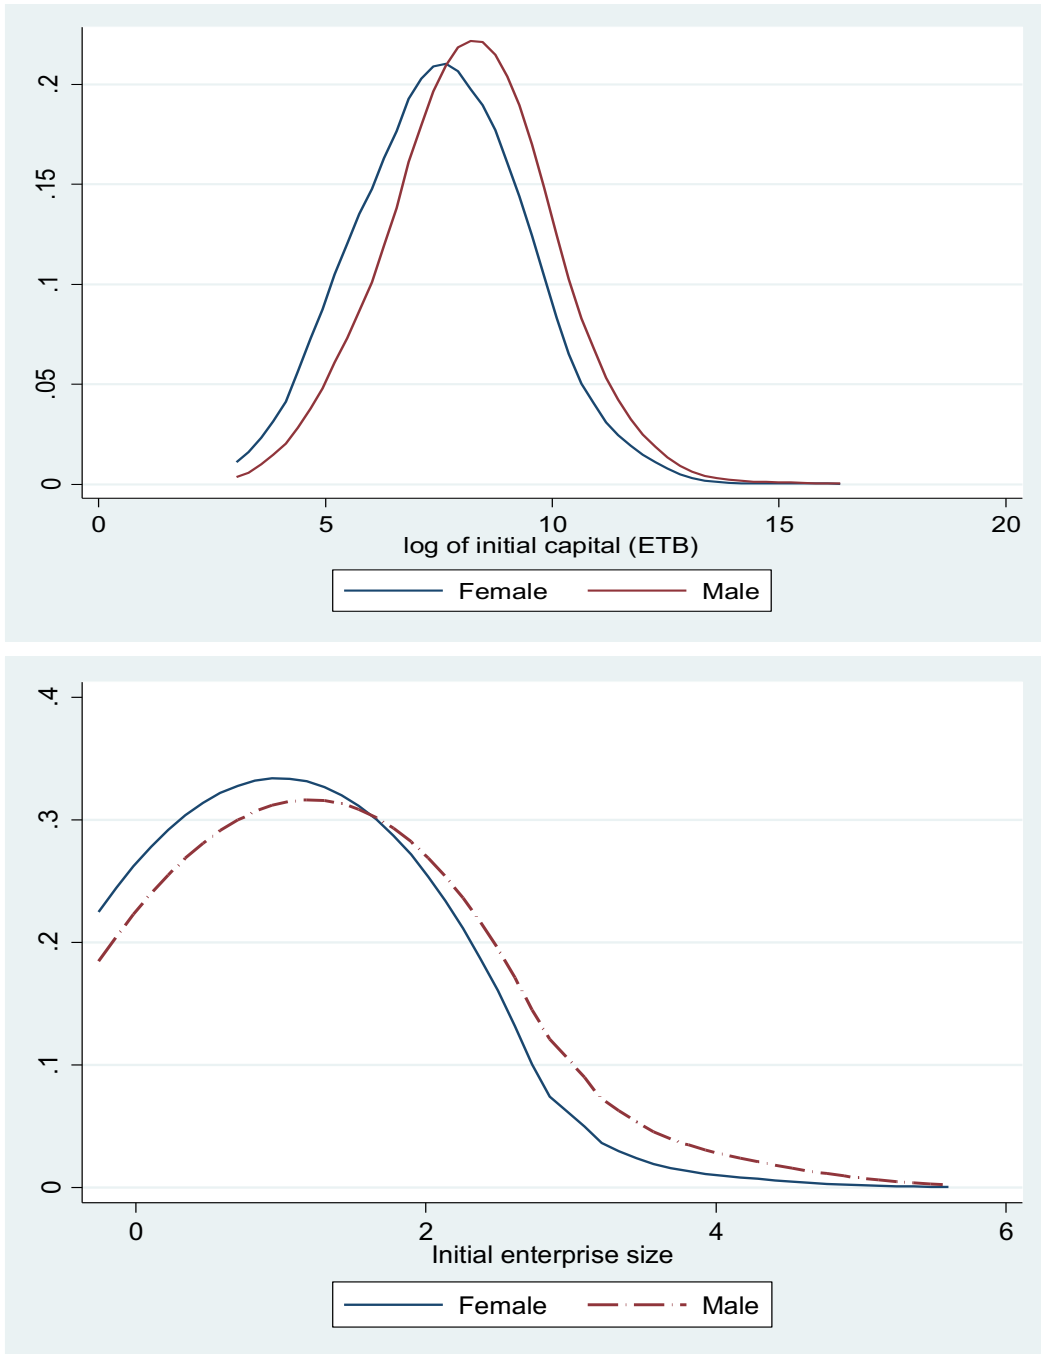 .2
.15
.1
.05
0
0 5 10 15 20
log of initial capital (ETB)
Female Male
.4
.3
.2
.1
0
0 2 4 6
Initial enterprise size
Female Male